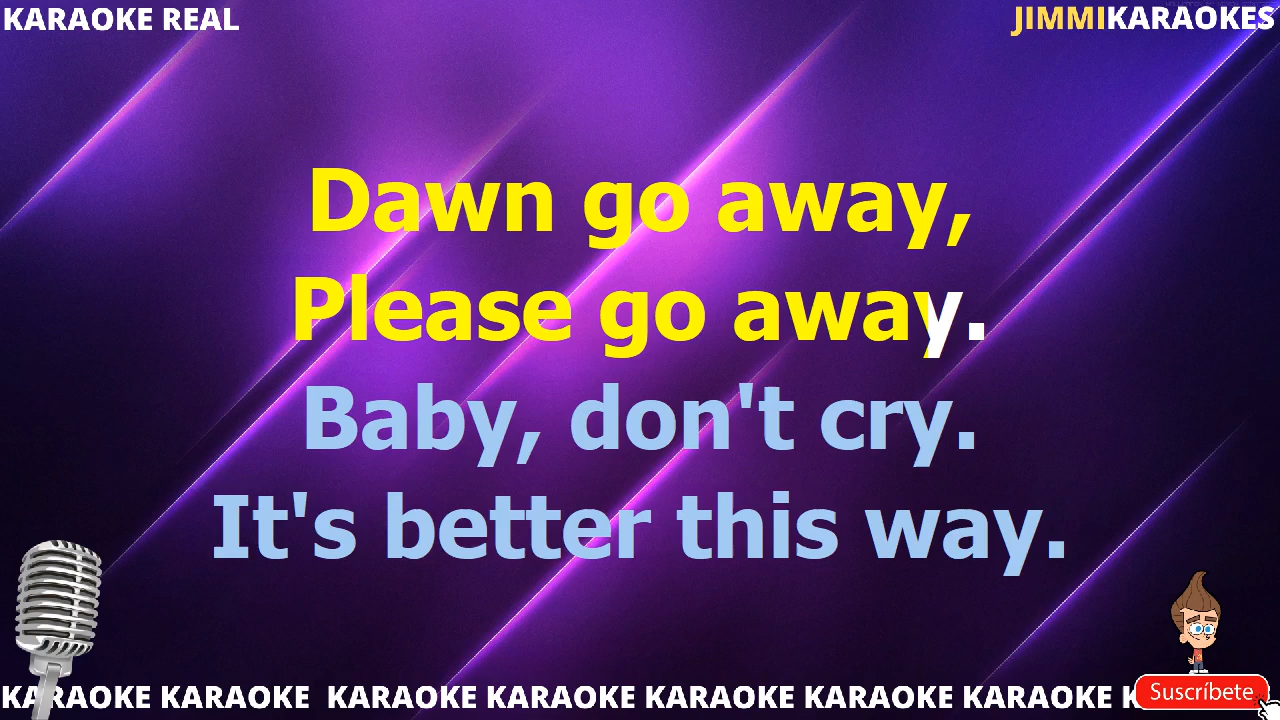 KARAOKE REAL
JIMMIKARAOKES
Dawn go away,
Please go away.
Baby, don't cry.
It's better this way.
KARAOKE KARAOKE KARAOKE KARAOKE KARAOKE KARAOKE KARAOKE
Suscríbete